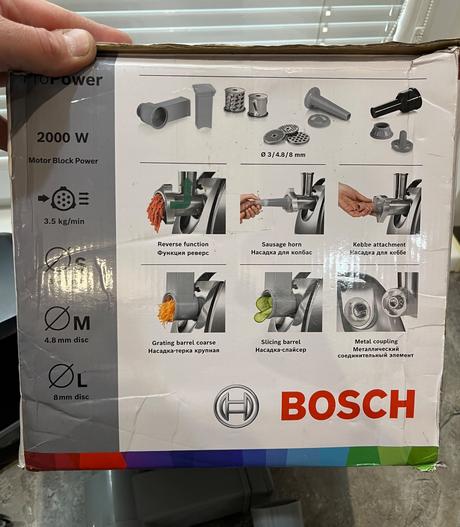 ProPower
2000 W
Motor Block Power
3.5 kg/min
S
M
4.8 mm disc
L
8mm disc
Ø 3/4.8/8 mm
Reverse function
Функция реверс
Sausage horn
Насадка для колбас
Kebbe attachment
Насадка для кеббе
Grating barrel coarse
Насадка-терка крупная
Slicing barrel
Насадка-слайсер
Metal coupling
Металлический
соединительный элемент
BOSCH